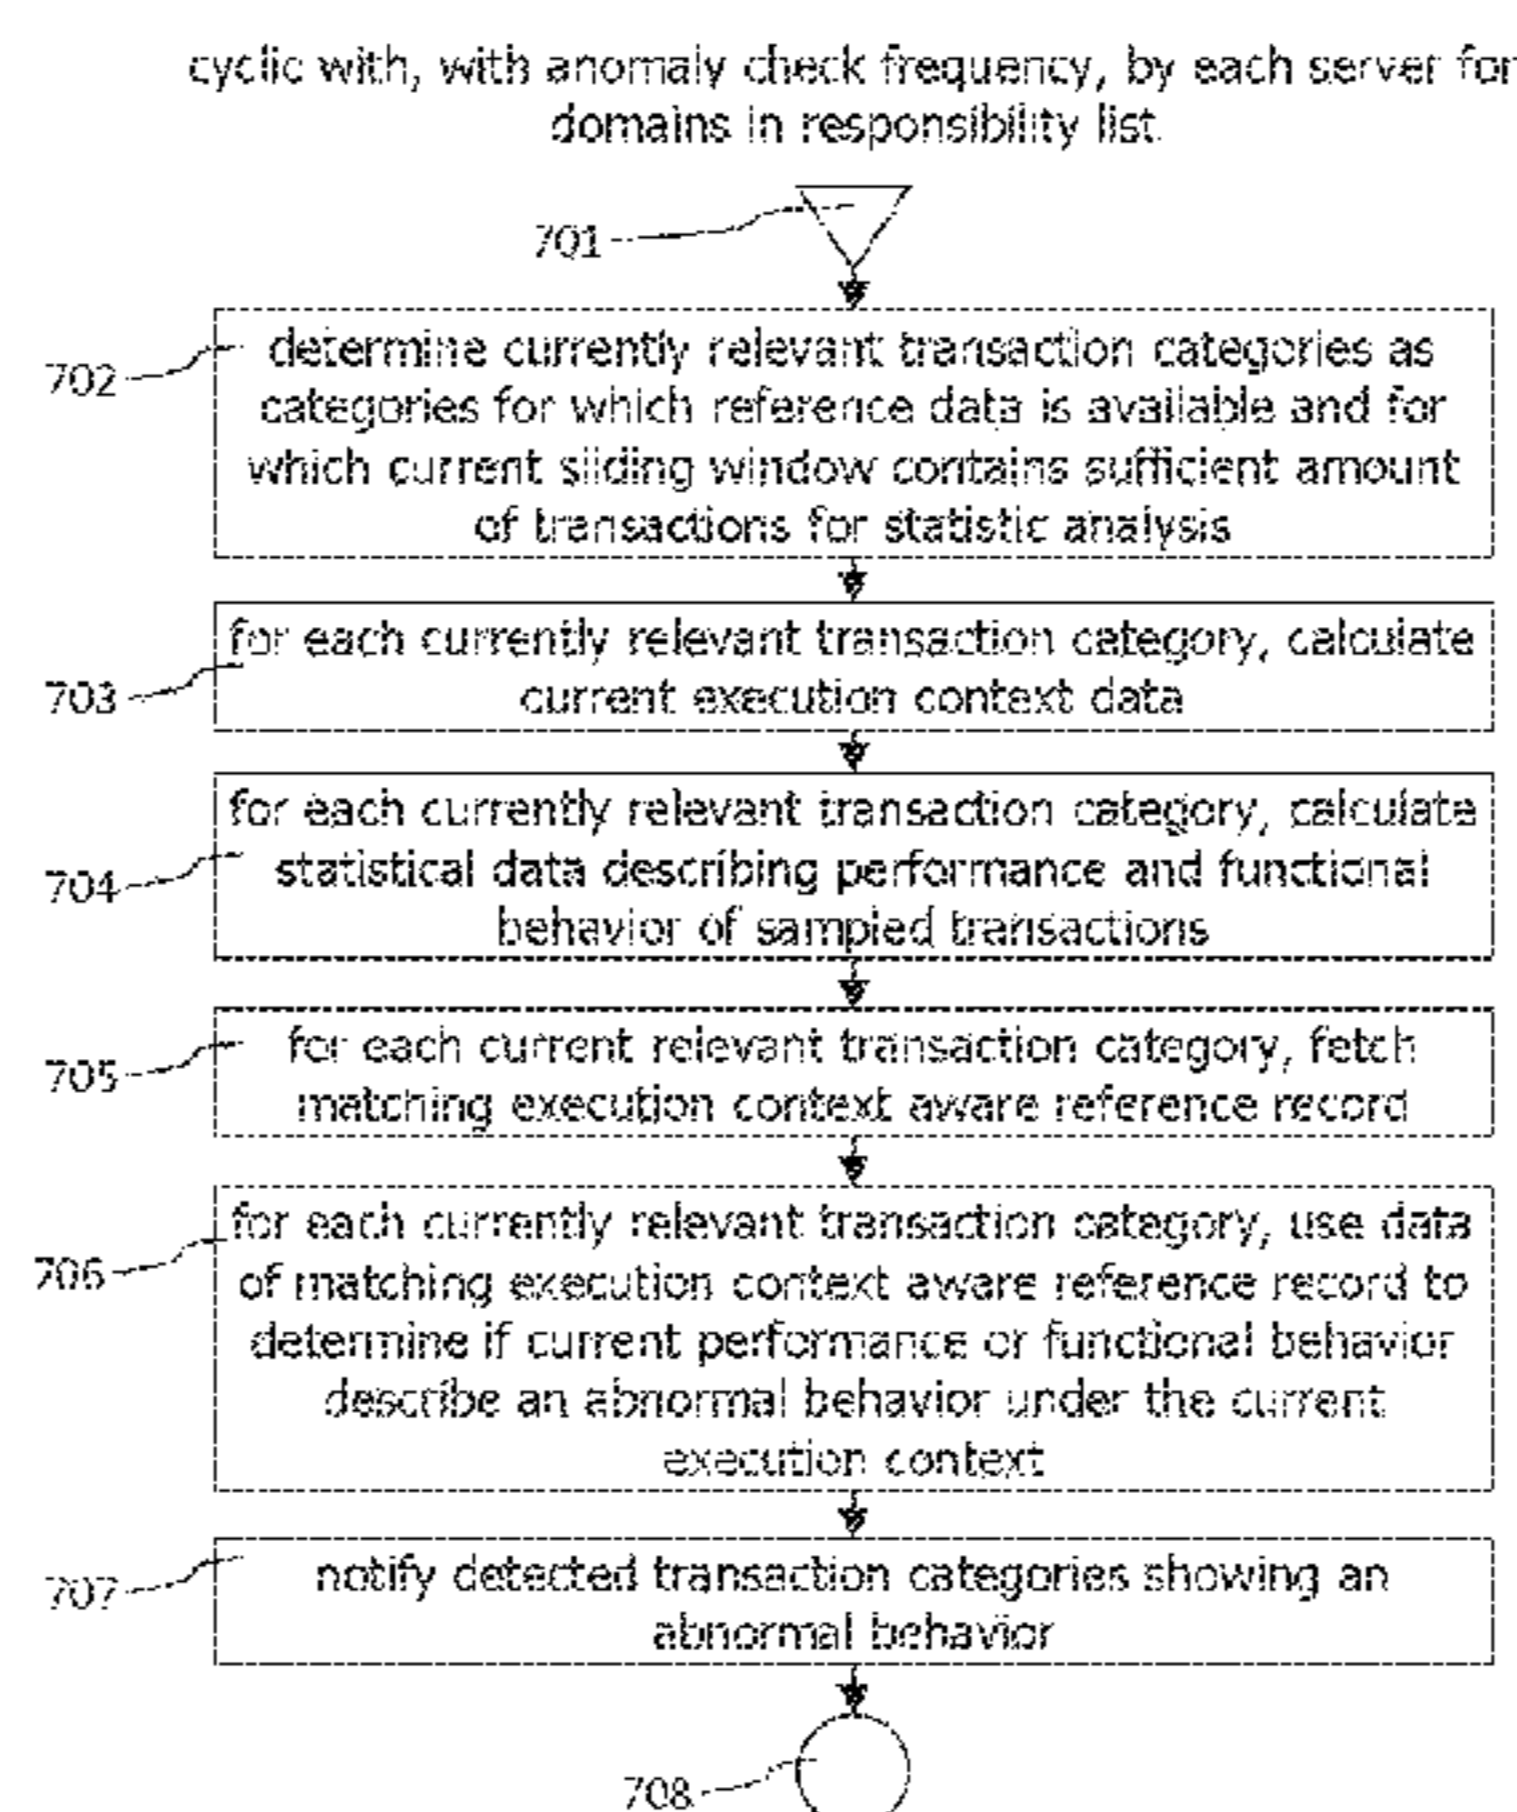 cyclic with, with anomaly check frequency, by each server for
domains in responsibility list
701
702
determine currently relevant transaction categories as
categories for which reference data is available and for
which current sliding window contains sufficient amount
of transactions for statistic analysis
703
for each currently relevant transaction category, calculate
current execution context data
704
for each currently relevant transaction category, calculate
statistical data describing performance and functional
behavior of sampled transactions
705
for each current relevant transaction category, fetch
matching execution context aware reference record
706
for each currently relevant transaction category, use data
of matching execution context aware reference record to
determine if current performance or functional behavior
describe an abnormal behavior under the current
execution context
707
notify detected transaction categories showing an
abnormal behavior
708